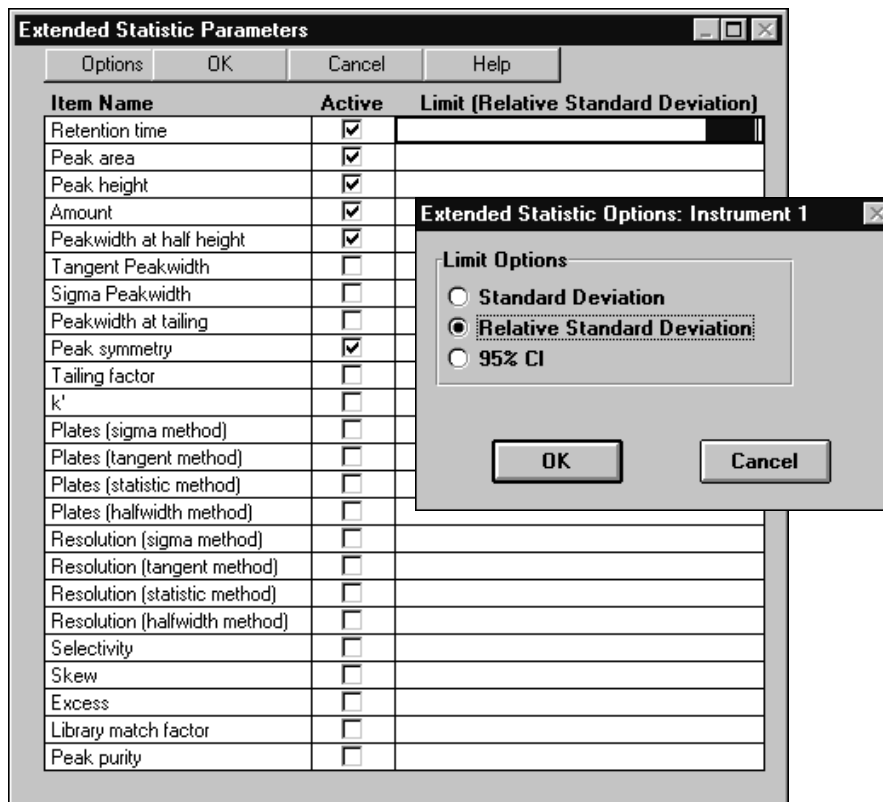 Extended Statistic Parameters
Options OK Cancel Help
Item Name Active Limit (Relative Standard Deviation)
Retention time
Peak area
Peak height
Amount
Peakwidth at half height
Tangent Peakwidth
Sigma Peakwidth
Peakwidth at tailing
Peak symmetry
Tailing factor
k'
Plates (sigma method)
Plates (tangent method)
Plates (statistic method)
Plates (halfwidth method)
Resolution (sigma method)
Resolution (tangent method)
Resolution (statistic method)
Resolution (halfwidth method)
Selectivity
Skew
Excess
Library match factor
Peak purity
Extended Statistic Options: Instrument 1
Limit Options
Standard Deviation
Relative Standard Deviation
95% CI
OK Cancel